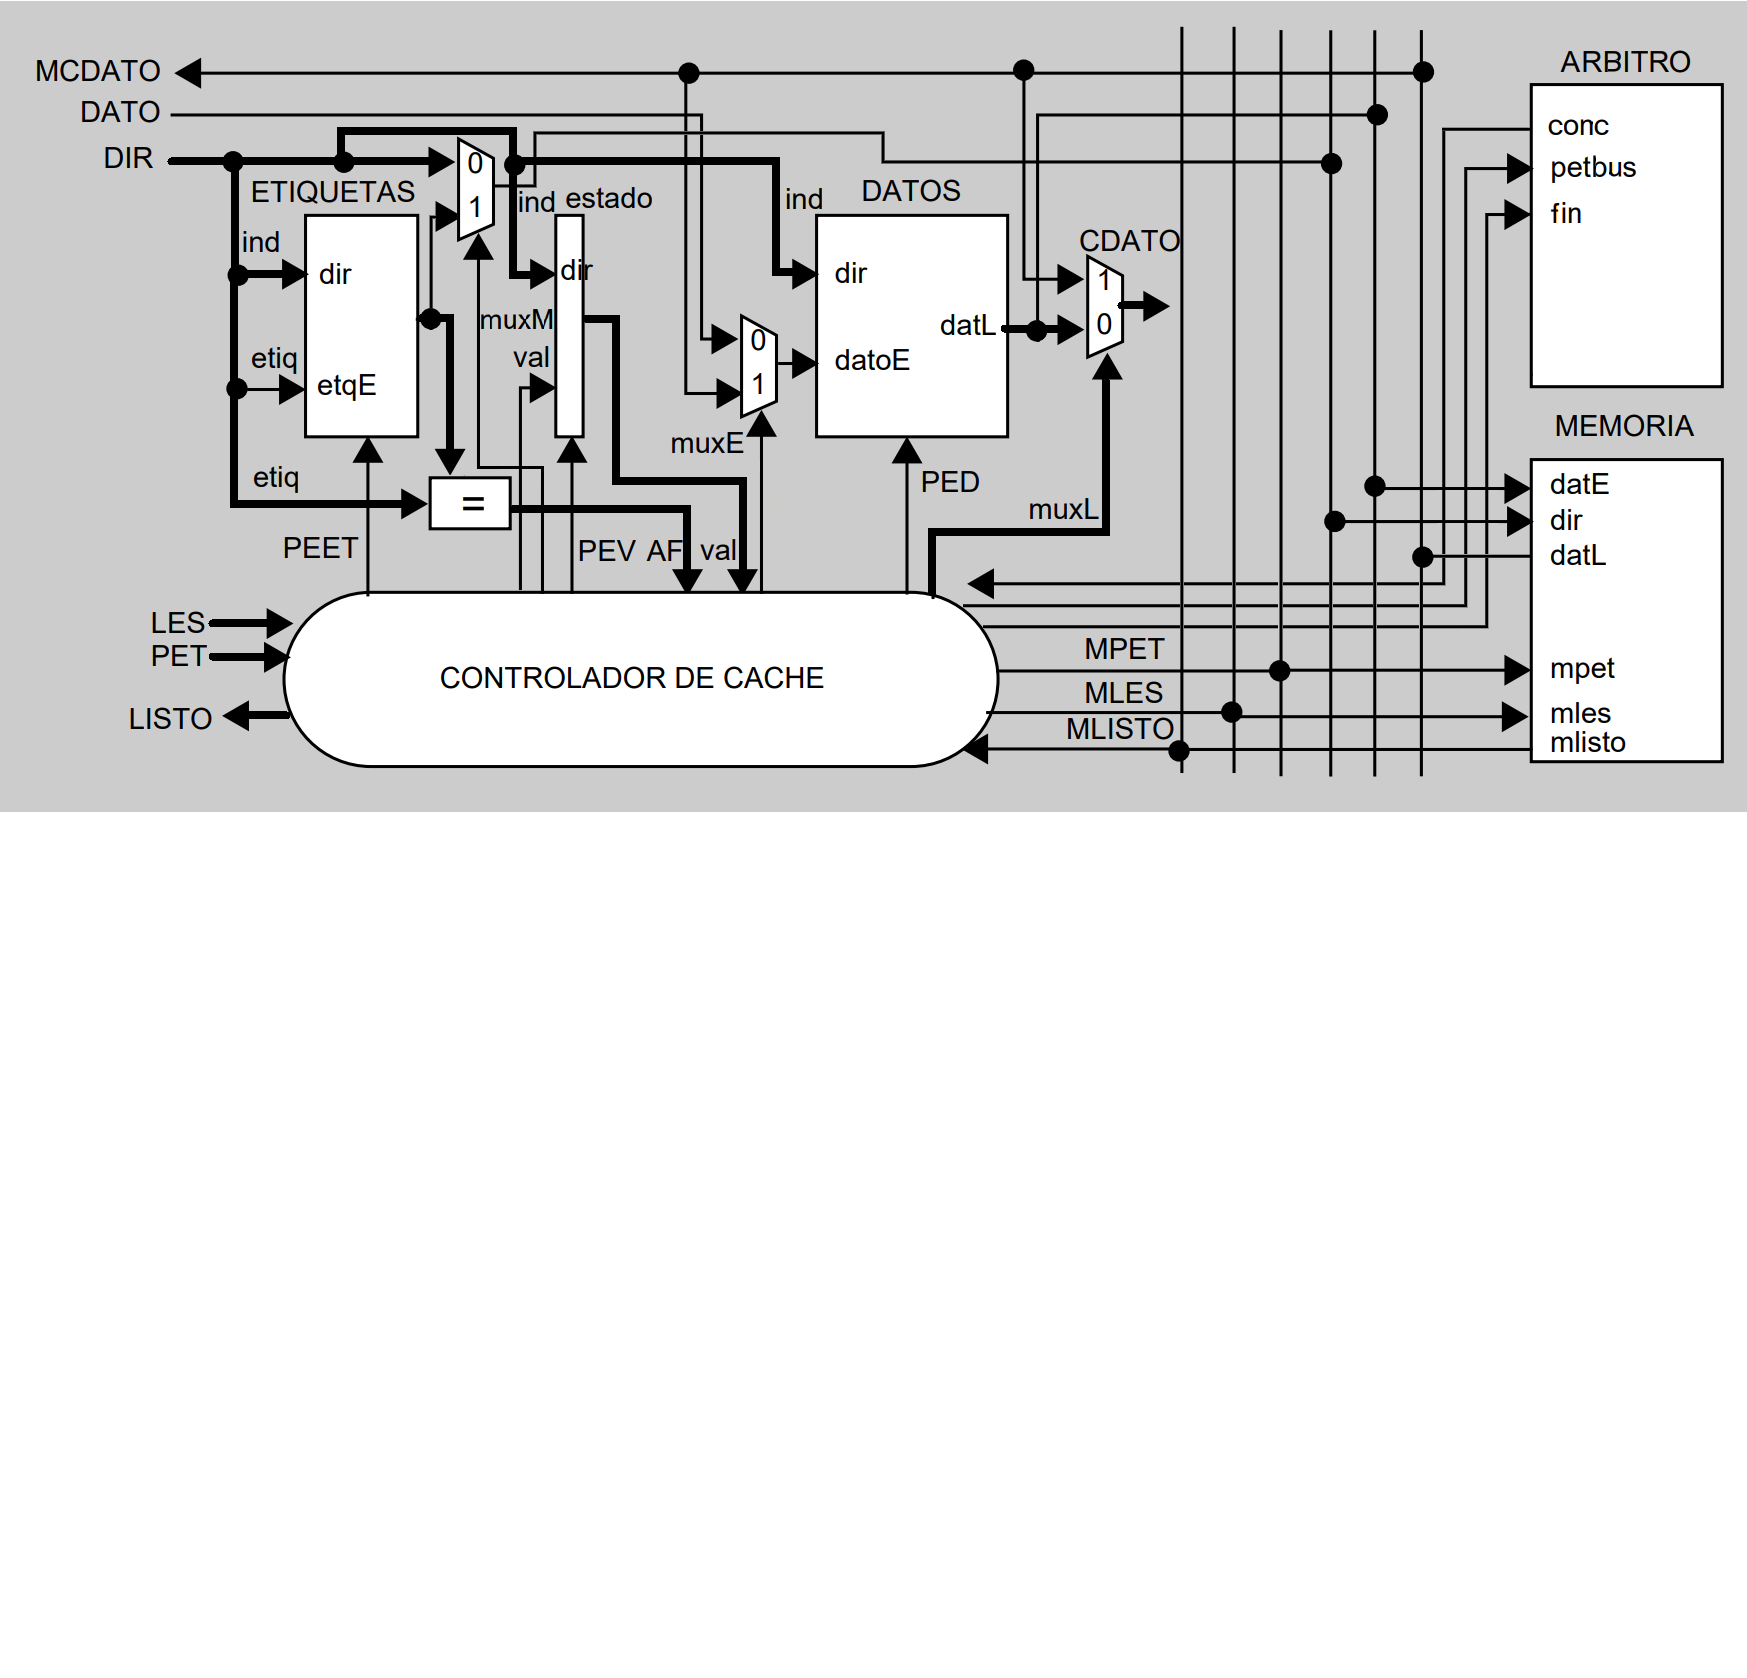 MCDATO
DATO
DIR
ARBITRO
conc
petbus
fin
ETIQUETAS
ind
dir
etiq
etqE
etiq
0
1
ind
estado
dir
muxM
val
ind
DATOS
dir
datL
datoE
0
1
muxE
CDATO
1
0
muxL
=
PEET
PEV
AF
val
PED
MEMORIA
datE
dir
datL
mpet
mles
mlisto
LES
PET
LISTO
CONTROLADOR DE CACHE
MPET
MLES
MLISTO